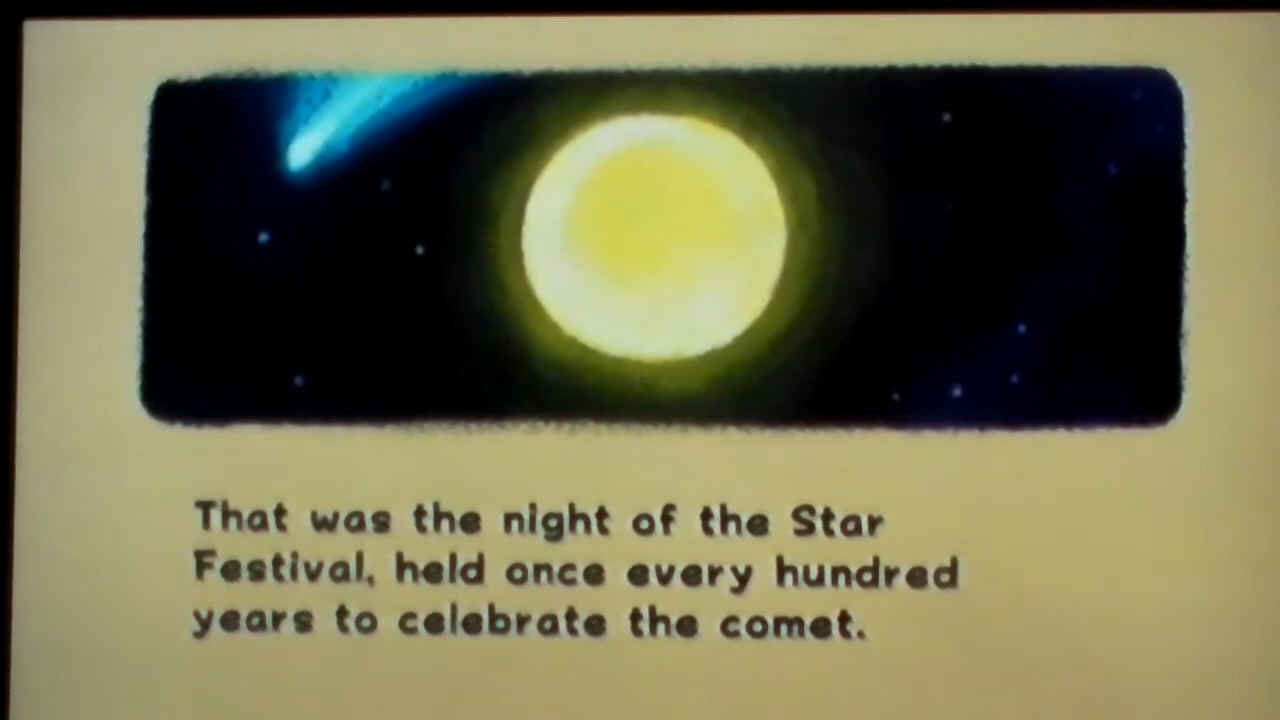 That was the night of the Star
Festival, held once every hundred
years to celebrate the comet.